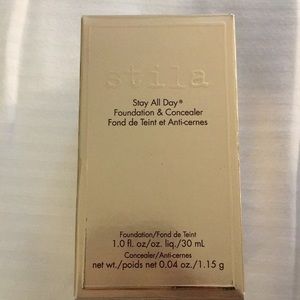 stila
Stay All Day®
Foundation & Concealer
Fond de Teint et Anti-cernes
Foundation/Fond de Teint
1.0 fl. oz/oz. liq./30 mL
Concealer/Anti-cernes
net wt./poids net 0.04 oz./1.15 g